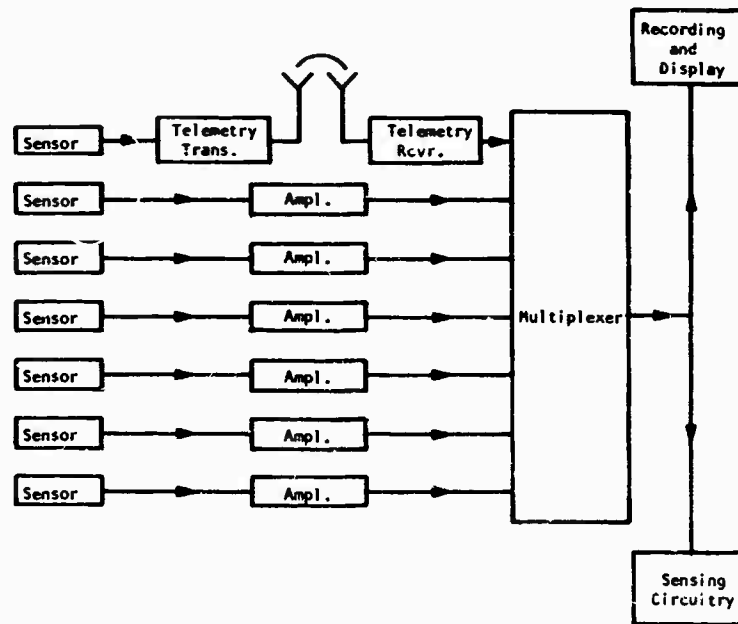 Recording
and
Display
Sensor
Telemetry
Trans.
Telemetry
Rcvr.
Sensor
Ampl.
Sensor
Ampl.
Sensor
Ampl.
Multiplexer
Sensor
Ampl.
Sensor
Ampl.
Sensor
Ampl.
Sensing
Circuitry